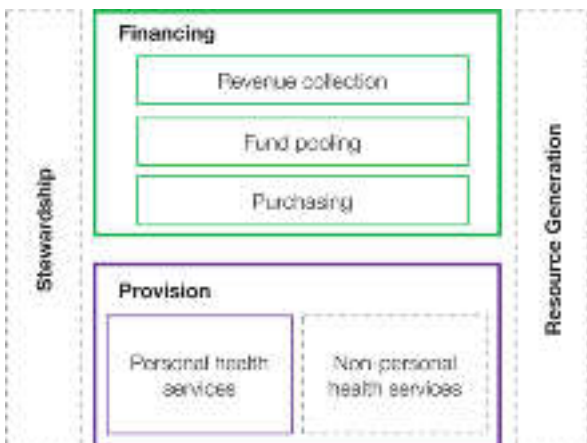 Financing
Revenue collection
Fund pooling
Purchasing
Stewardship
Resource Generation
Provision
Personal health
services
Non-personal
health services